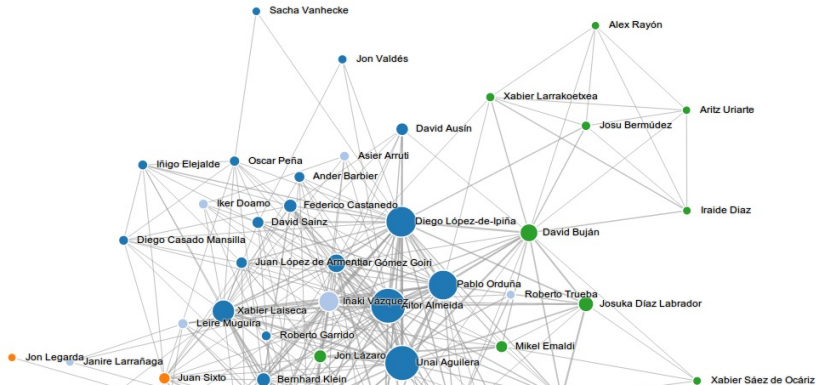 Sacha Vanhecke
Alex Rayón
Jon Valdés
Xabier Larrakoetxea
Aritz Uriarte
Josu Bermúdez
David Ausín
Asier Arruti
Oscar Peña
Iñigo Elejalde
Ander Barbier
Iker Doamo
Federico Castanedo
Iraide Diaz
David Sainz
Diego López-de-Ipiña
David Buján
Diego Casado Mansilla
Juan López de Armentia
r Gómez Goiri
Pablo Orduña
Roberto Trueba
Iñaki Vázquez
Aitor Almeida
Josuka Díaz Labrador
Xabier Laiseca
Leire Muguira
Roberto Garrido
Mikel Emaldi
Jon Legarda
Janire Larrañaga
Jon Lázaro
Unai Aguilera
Juan Sixto
Bernhard Klein
Xabier Sáez de Ocáriz